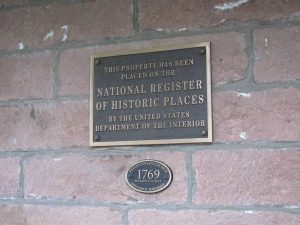 THIS PROPERTY HAS BEEN
PLACED ON THE
NATIONAL REGISTER
OF HISTORIC PLACES
BY THE UNITED STATES
DEPARTMENT OF THE INTERIOR
1769